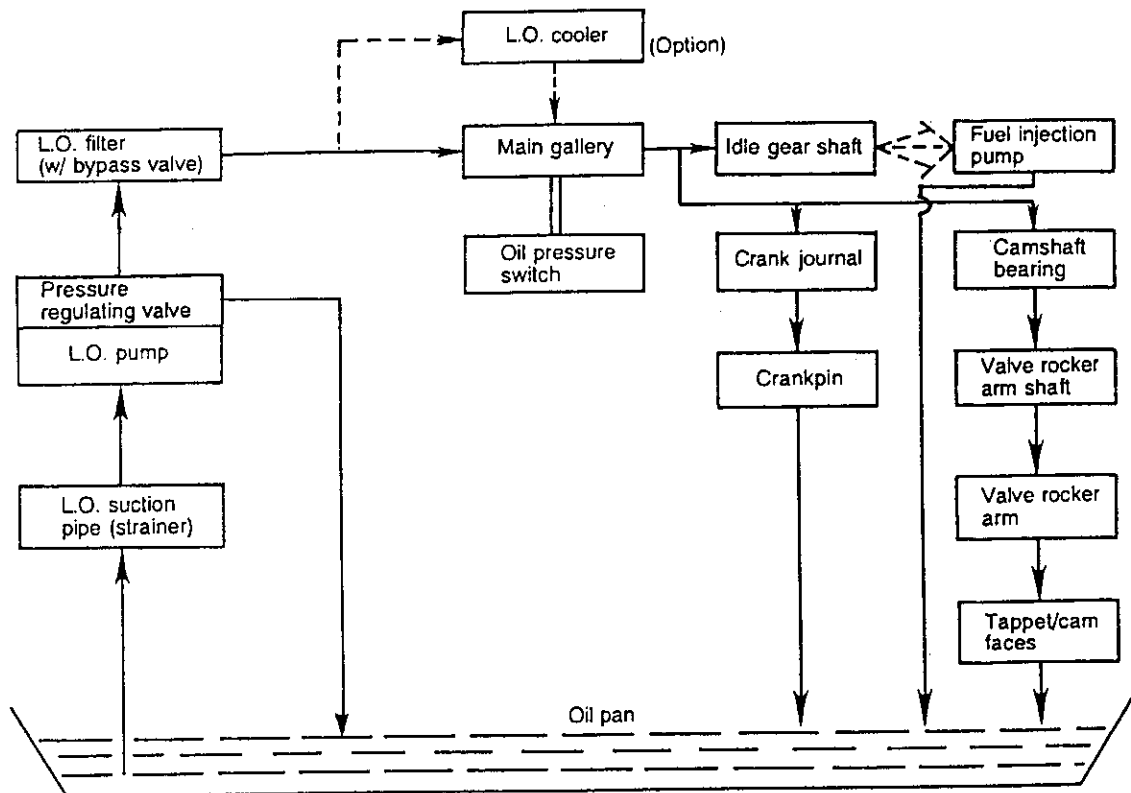 L.O. cooler
(Option)
L.O. filter
(w/ bypass valve)
Main gallery
Idle gear shaft
Fuel injection
pump
Oil pressure
switch
Crank journal
Camshaft
bearing
Pressure
regulating valve
L.O. pump
Crankpin
Valve rocker
arm shaft
L.O. suction
pipe (strainer)
Valve rocker
arm
Tappet/cam
faces
Oil pan